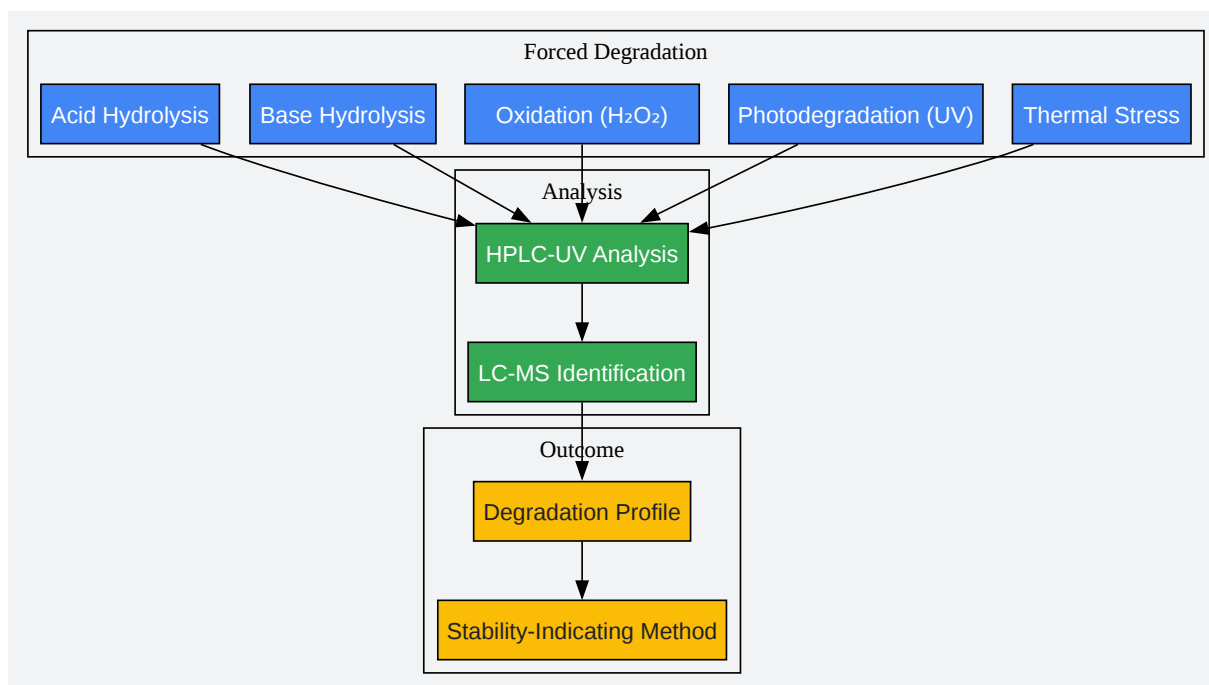 Forced Degradation
Acid Hydrolysis
Base Hydrolysis
Oxidation (H₂O₂)
Photodegradation (UV)
Thermal Stress
Analysis
HPLC-UV Analysis
LC-MS Identification
Outcome
Degradation Profile
Stability-Indicating Method